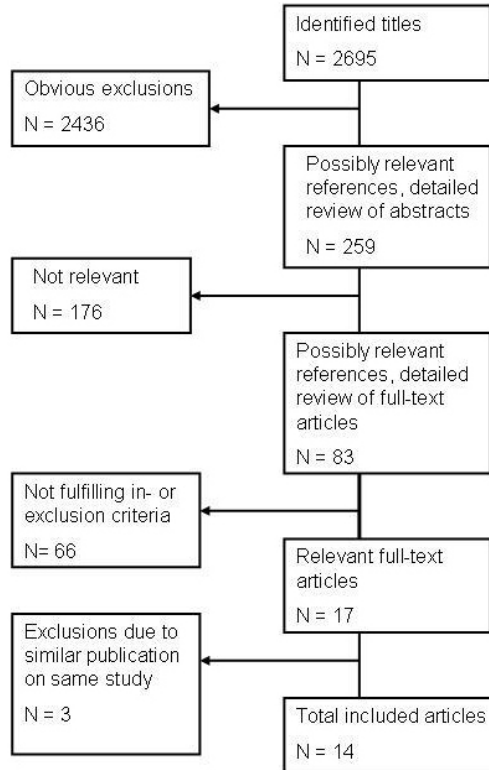 Identified titles
N = 2695
Obvious exclusions
N = 2436
Possibly relevant
references, detailed
review of abstracts
N = 259
Not relevant
N = 176
Possibly relevant
references, detailed
review of full-text
articles
N = 83
Not fulfilling in- or
exclusion criteria
N= 66
Relevant full-text
articles
N = 17
Exclusions due to
similar publication
on same study
N = 3
Total included articles
N = 14